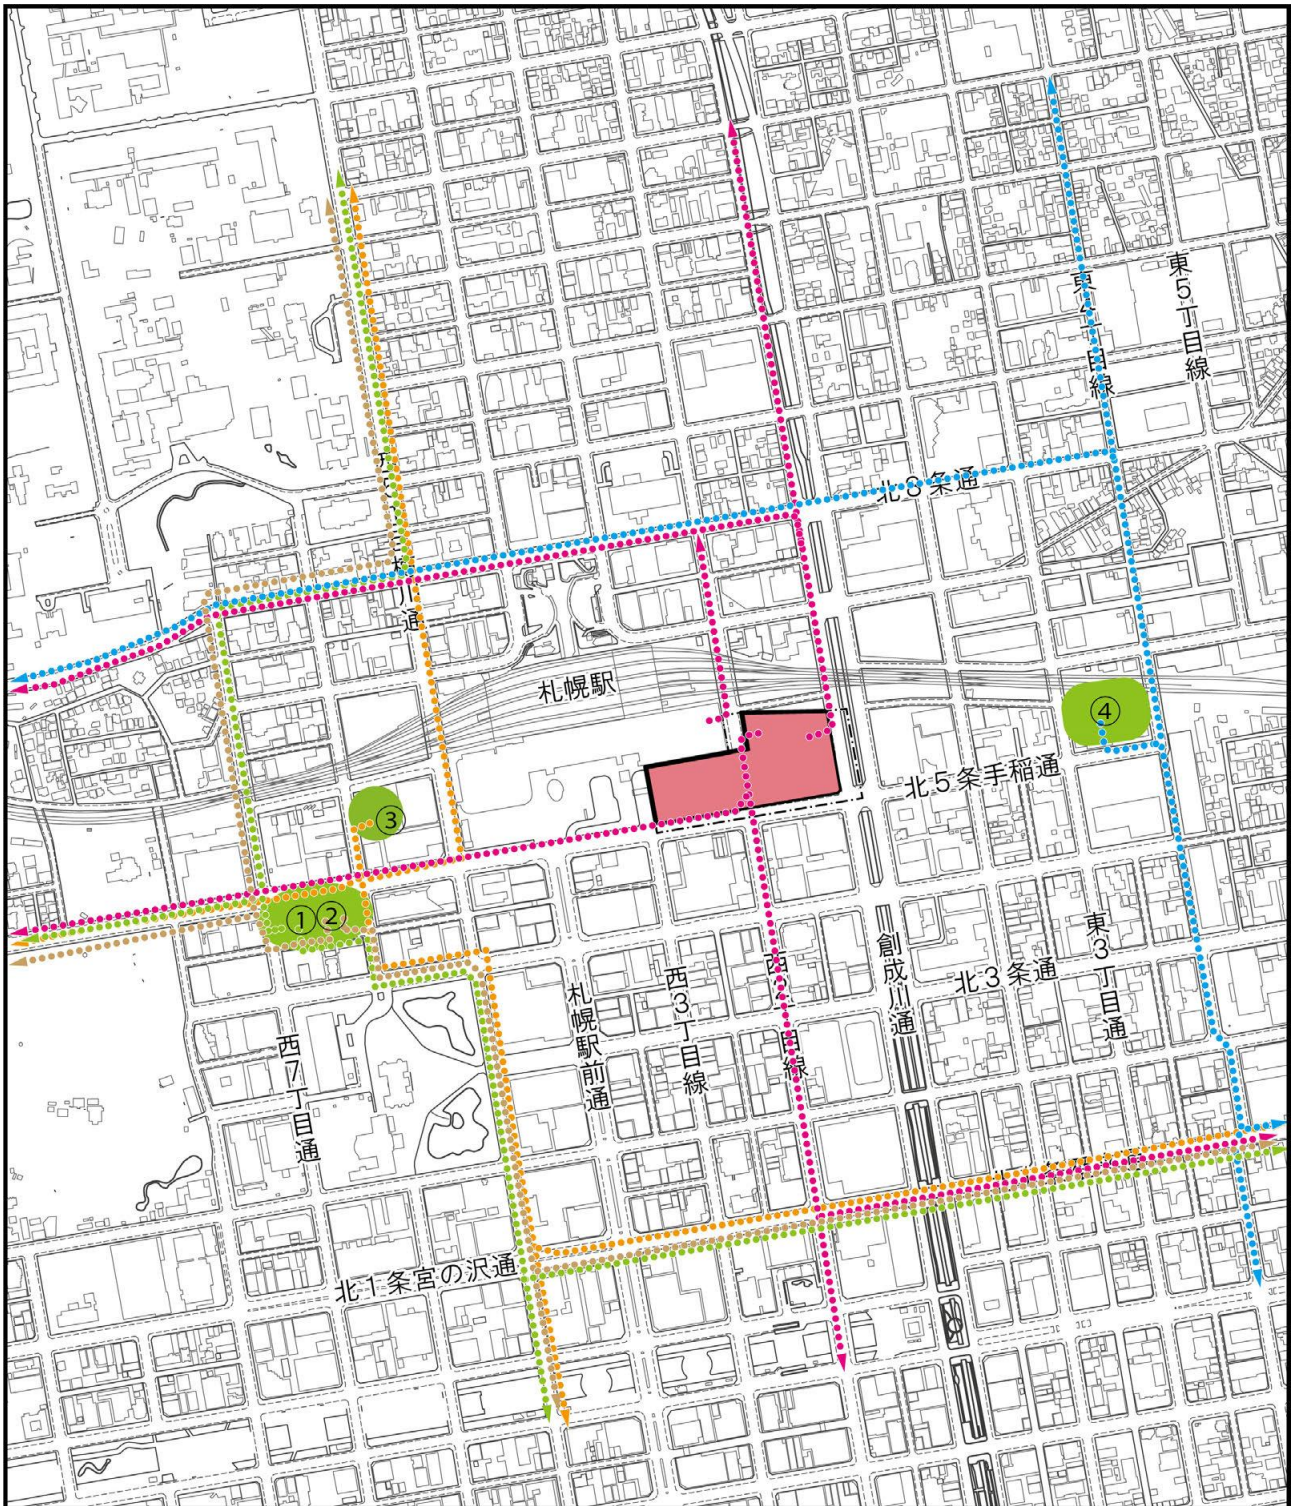 東5丁目線
北8条通
札幌駅
④
北5条手稲通
③
①②
創成川通
東3丁目通
北3条通
西3丁目線
札幌駅前通
西7丁目通
北1条宮の沢通